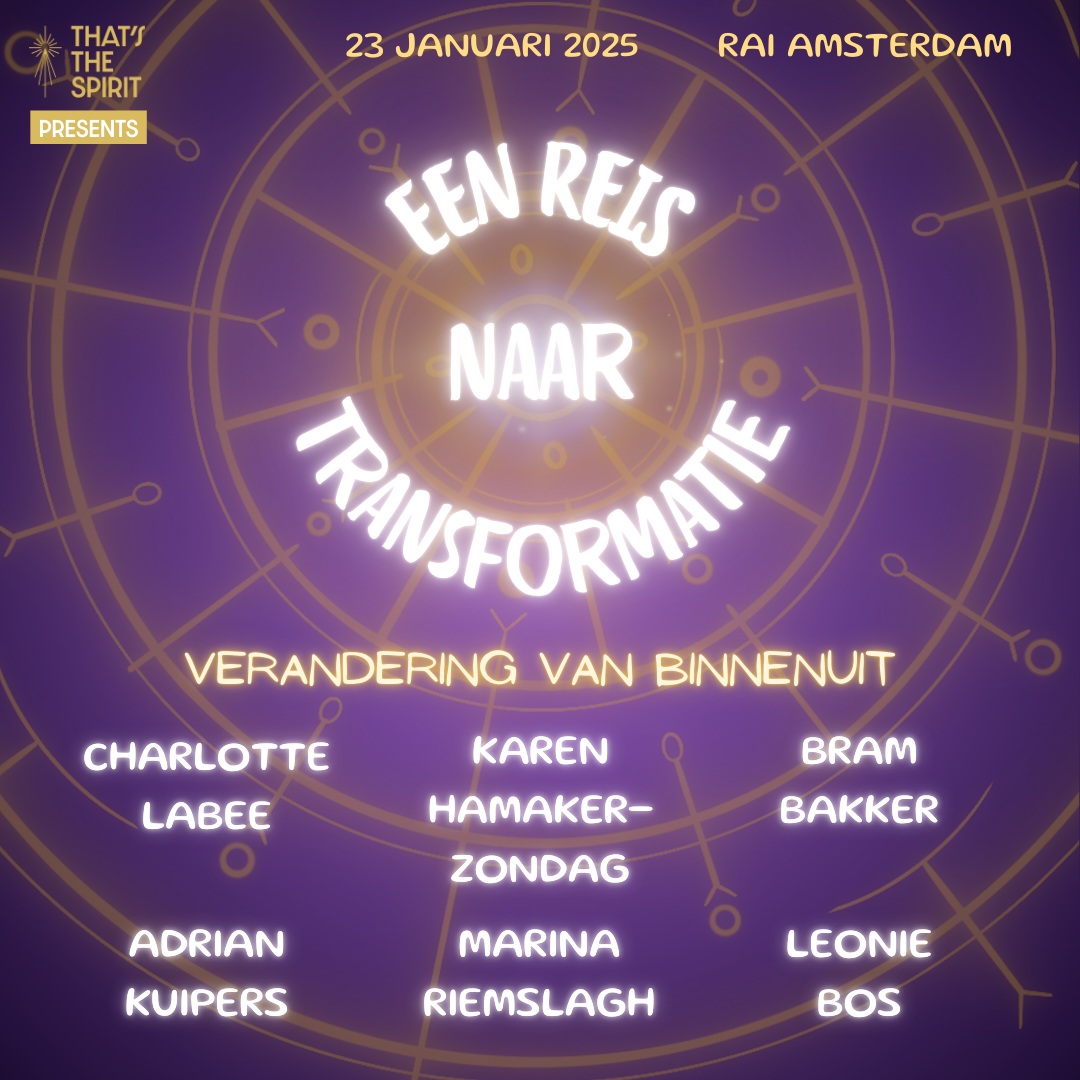 THAT'S
THE
SPIRIT
PRESENTS
23 JANUARI 2025
RAI AMSTERDAM
EEN REIS
NAAR
TRANSFORMATIE
VERANDERING VAN BINNENUIT
CHARLOTTE
LABEE
KAREN
HAMAKER-
ZONDAG
BRAM
BAKKER
ADRIAN
KUIPERS
MARINA
RIEMSLAGH
LEONIE
BOS